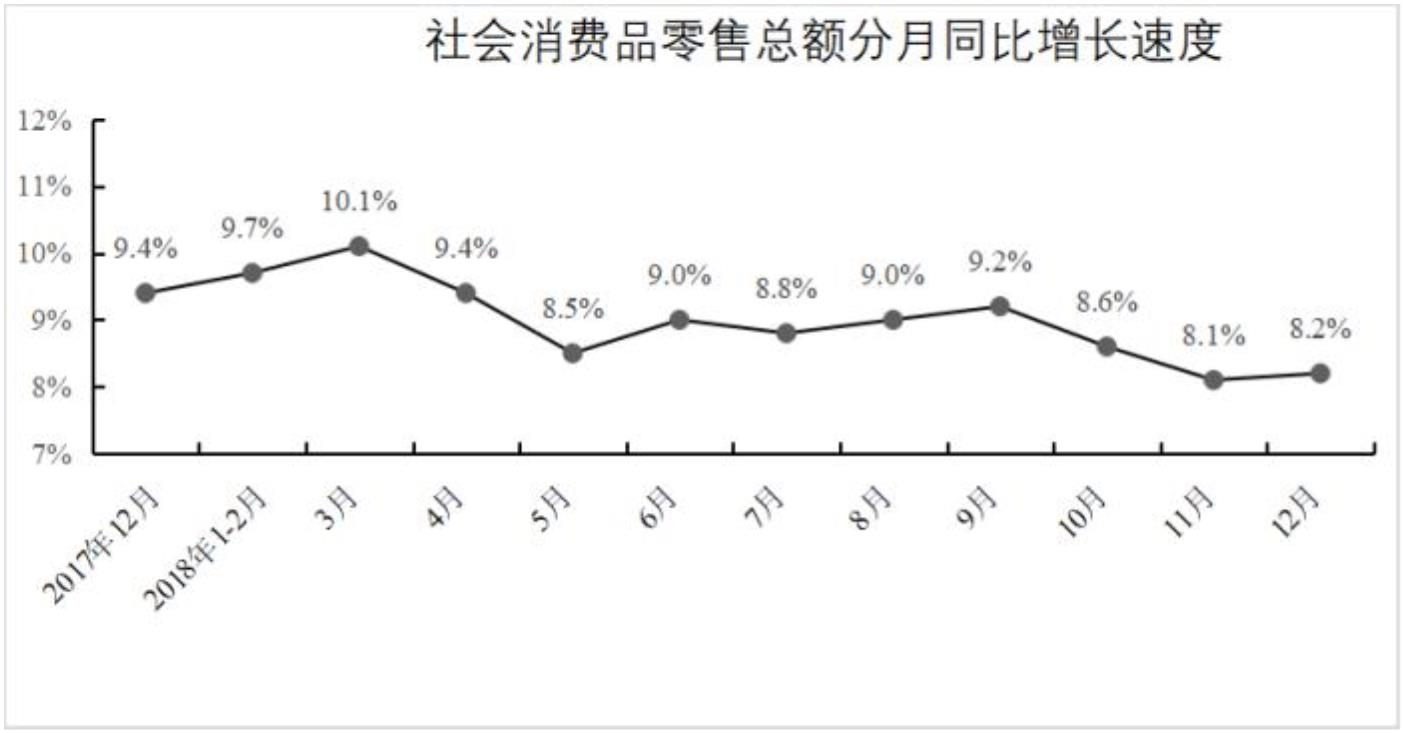 社会消费品零售总额分月同比增长速度
12%
11%
10%
9%
8%
7%
9.4%
9.7%
10.1%
9.4%
8.5%
9.0%
8.8%
9.0%
9.2%
8.6%
8.1%
8.2%
2017年12月
2018年1-2月
3月
4月
5月
6月
7月
8月
9月
10月
11月
12月